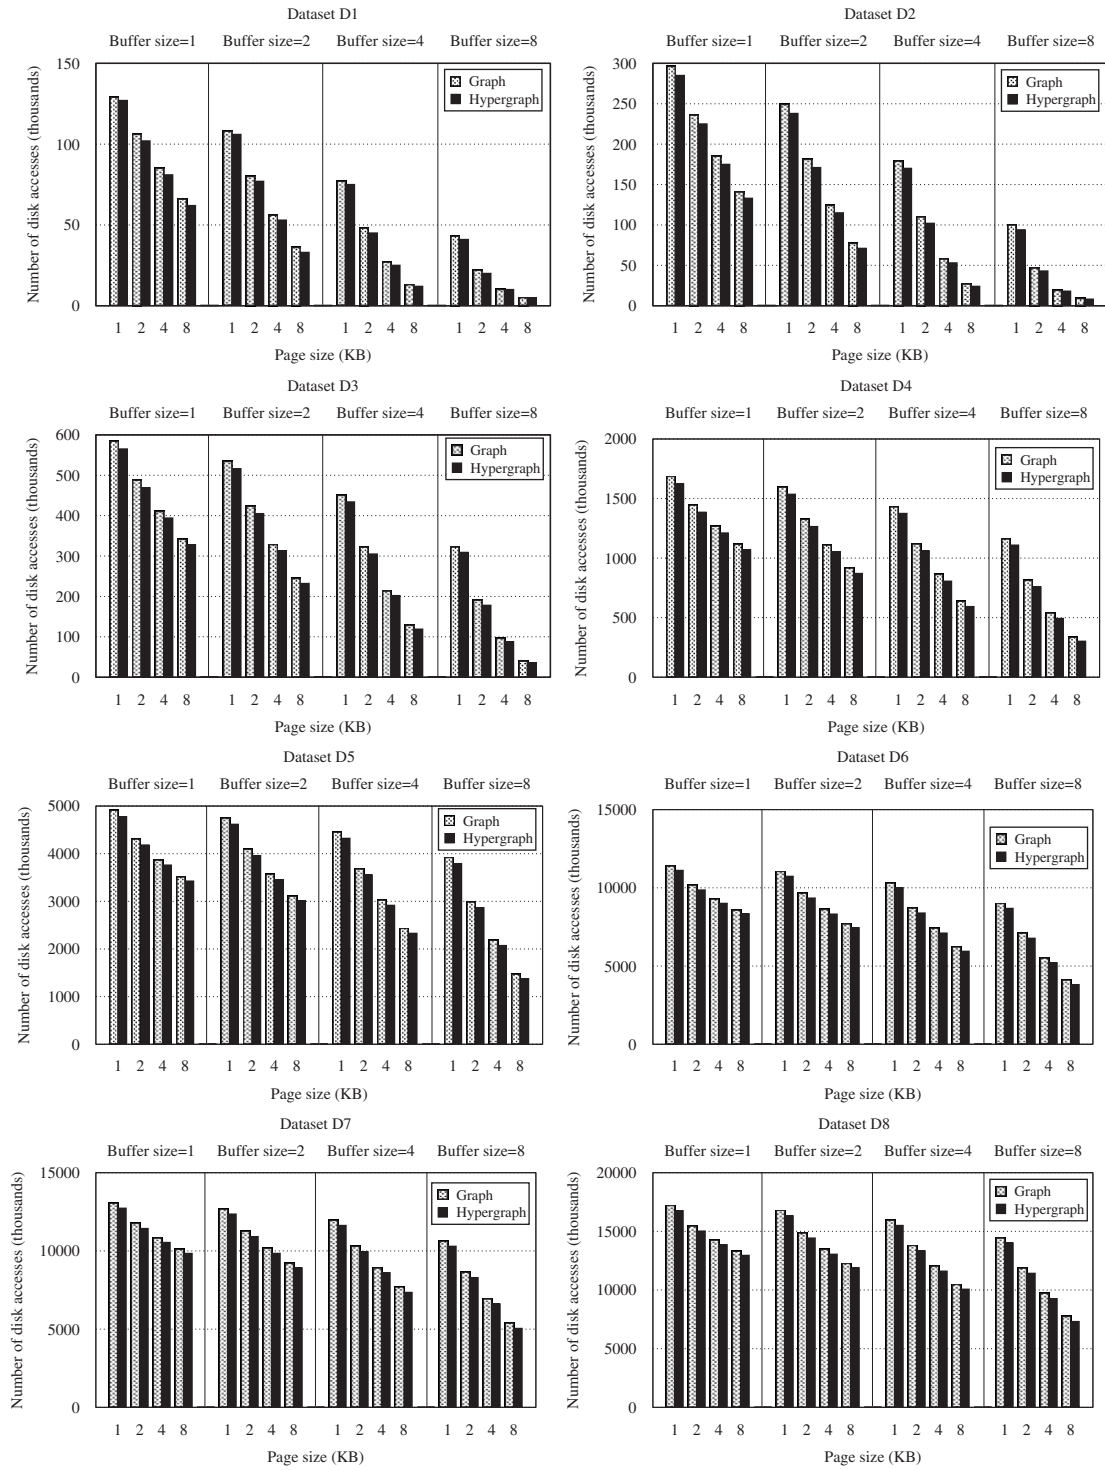 Dataset D1
Buffer size=1 Buffer size=2 Buffer size=4 Buffer size=8
Number of disk accesses (thousands)
150
100
50
0
Graph
Hypergraph
1 2 4 8 1 2 4 8 1 2 4 8 1 2 4 8
Page size (KB)
Dataset D2
Buffer size=1 Buffer size=2 Buffer size=4 Buffer size=8
Number of disk accesses (thousands)
300
250
200
150
100
50
0
Graph
Hypergraph
1 2 4 8 1 2 4 8 1 2 4 8 1 2 4 8
Page size (KB)
Dataset D3
Buffer size=1 Buffer size=2 Buffer size=4 Buffer size=8
Number of disk accesses (thousands)
600
500
400
300
200
100
0
Graph
Hypergraph
1 2 4 8 1 2 4 8 1 2 4 8 1 2 4 8
Page size (KB)
Dataset D4
Buffer size=1 Buffer size=2 Buffer size=4 Buffer size=8
Number of disk accesses (thousands)
2000
1500
1000
500
0
Graph
Hypergraph
1 2 4 8 1 2 4 8 1 2 4 8 1 2 4 8
Page size (KB)
Dataset D5
Buffer size=1 Buffer size=2 Buffer size=4 Buffer size=8
Number of disk accesses (thousands)
5000
4000
3000
2000
1000
0
Graph
Hypergraph
1 2 4 8 1 2 4 8 1 2 4 8 1 2 4 8
Page size (KB)
Dataset D6
Buffer size=1 Buffer size=2 Buffer size=4 Buffer size=8
Number of disk accesses (thousands)
15000
10000
5000
0
Graph
Hypergraph
1 2 4 8 1 2 4 8 1 2 4 8 1 2 4 8
Page size (KB)
Dataset D7
Buffer size=1 Buffer size=2 Buffer size=4 Buffer size=8
Number of disk accesses (thousands)
15000
10000
5000
0
Graph
Hypergraph
1 2 4 8 1 2 4 8 1 2 4 8 1 2 4 8
Page size (KB)
Dataset D8
Buffer size=1 Buffer size=2 Buffer size=4 Buffer size=8
Number of disk accesses (thousands)
20000
15000
10000
5000
0
Graph
Hypergraph
1 2 4 8 1 2 4 8 1 2 4 8 1 2 4 8
Page size (KB)